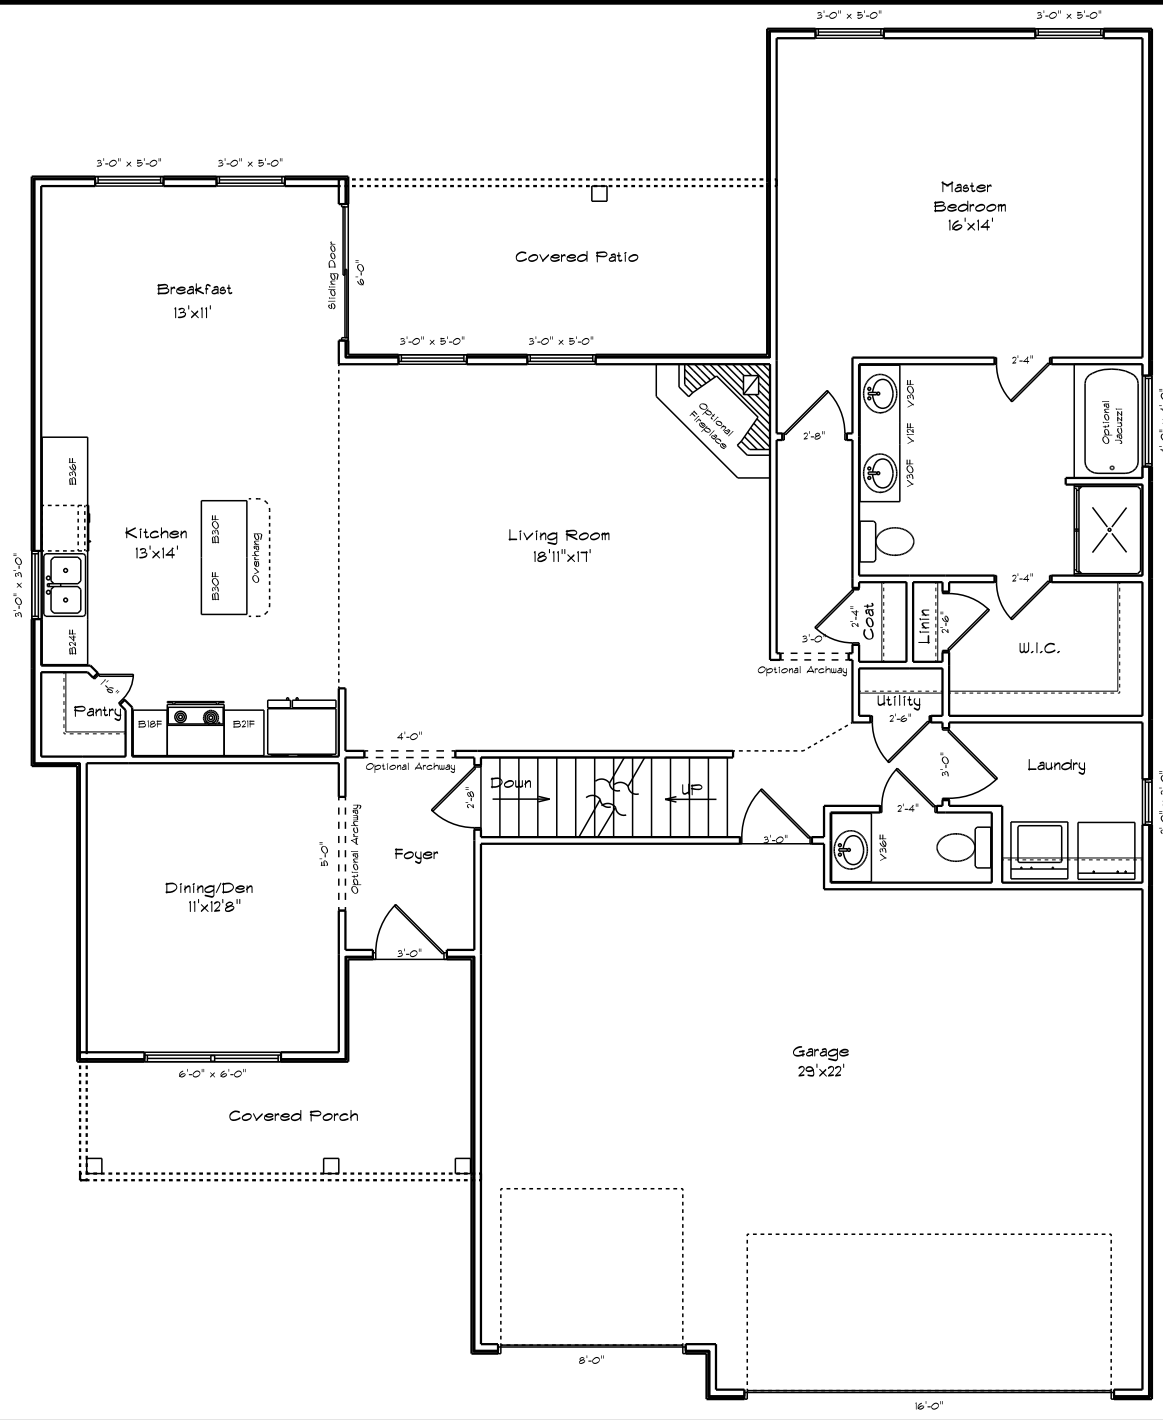 3'-0" x 5'-0"
3'-0" x 5'-0"
3'-0" x 5'-0"
3'-0" x 5'-0"
Master
Bedroom
16'x14'
Covered Patio
Sliding Door
6'-0"
Breakfast
13'x11'
3'-0" x 5'-0"
3'-0" x 5'-0"
2'-4"
V30F
V12F
V30F
Optional
Jacuzzi
Optional
Fireplace
2'-8"
B36F
Kitchen
13'x14'
B30F
B30F
Overhang
Living Room
18'11"x17'
3'-0" x 3'-0"
B24F
2'-4"
2'-4"
Coat
Linin
2'-6"
W.I.C.
3'-0"
Optional Archway
1'-6"
Pantry
B18F
B21F
Utility
2'-6"
4'-0"
Optional Archway
Down
Up
2'-8"
3'-0"
Laundry
2'-4"
3'-0"
V36F
5'-0"
Optional Archway
Foyer
Dining/Den
11'x12'8"
3'-0"
Garage
29'x22'
6'-0" x 6'-0"
Covered Porch
8'-0"
16'-0"